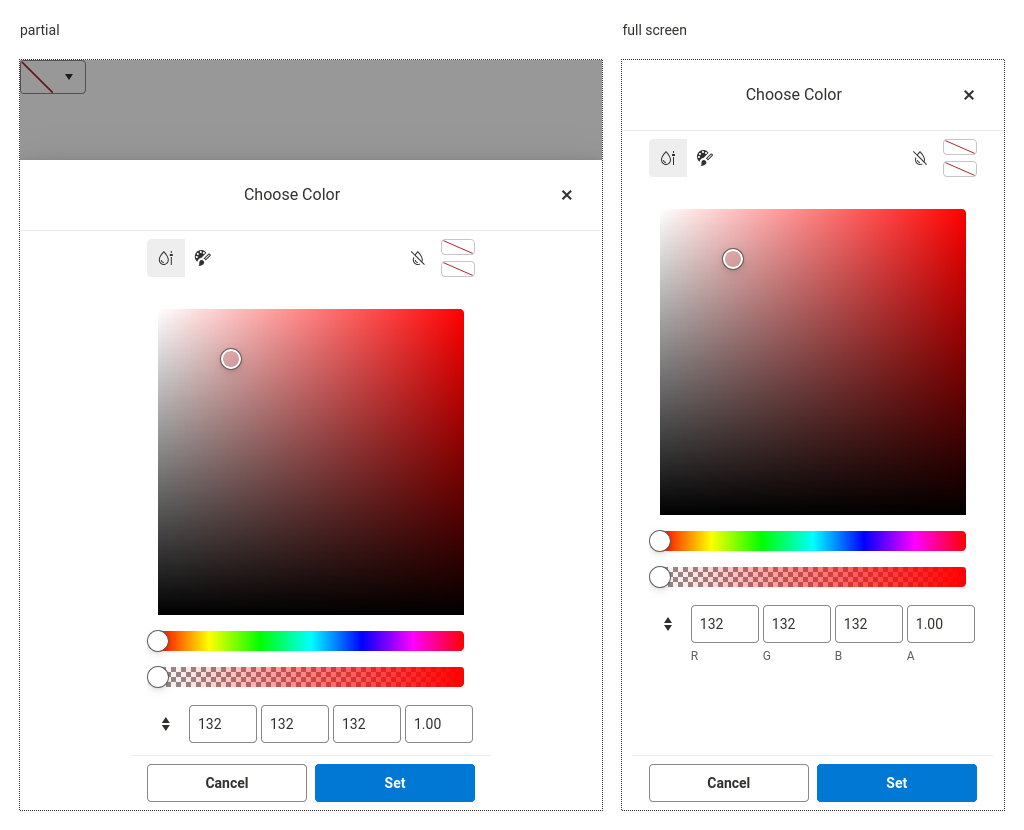 partial
Choose Color
132 132 132 1.00
Cancel Set
full screen
Choose Color
132 132 132 1.00
R G B A
Cancel Set